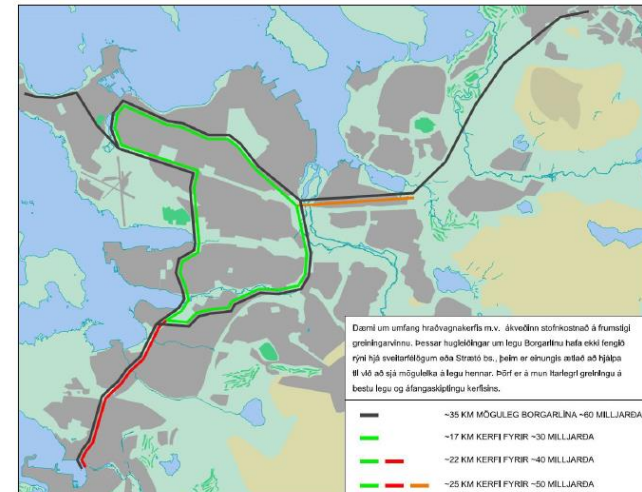 Dæmi um umfang hraðvagnakerfis m.v. ákveðinn stofnkostnað á frumstigi
greiningarvinnu. Þessar hugleiðingar um legu Borgarlínu hafa ekki fengið
rýni hjá sveitarfélögum eða Strætó bs., þeim er einungis ætlað að hjálpa
til við að sjá möguleika á legu hennar. Þörf er á mun ítarlegri greiningu á
bestu legu og áfangaskiptingu kerfisins.
~35 KM MÖGULEG BORGARLÍNA ~60 MILLJARÐA
~17 KM KERFI FYRIR ~30 MILLJARÐA
~22 KM KERFI FYRIR ~40 MILLJARÐA
~25 KM KERFI FYRIR ~50 MILLJARÐA